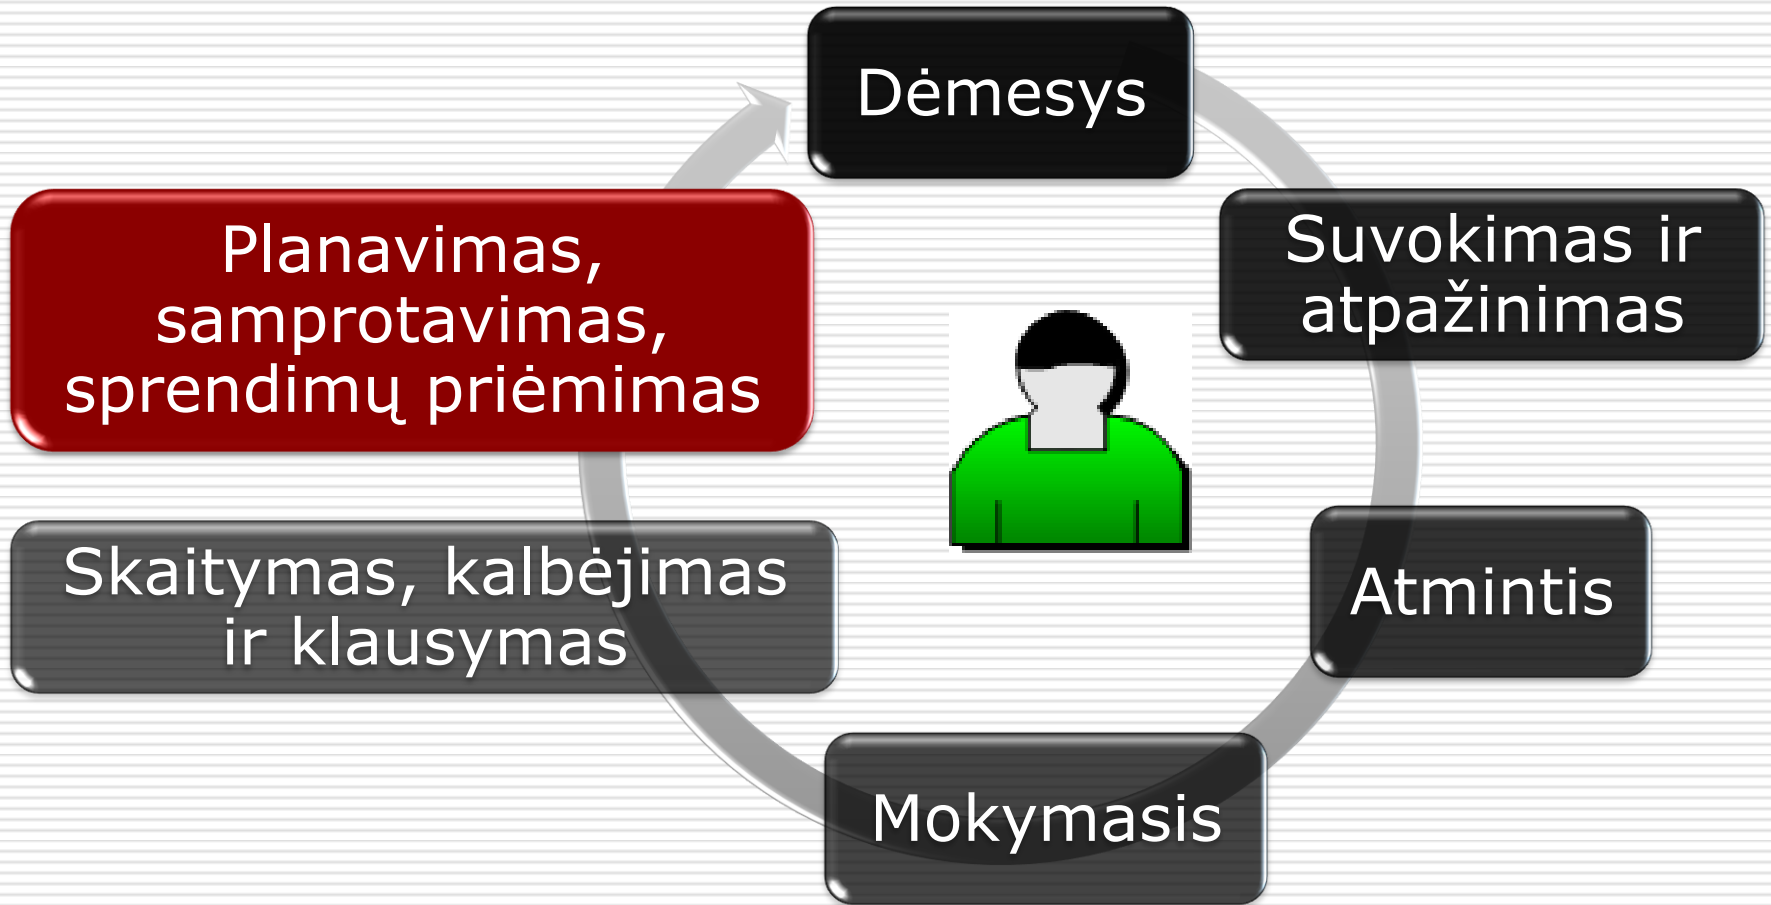 Dėmesys
Suvokimas ir
atpažinimas
Atmintis
Mokymasis
Skaitymas, kalbėjimas
ir klausymas
Planavimas,
samprotavimas,
sprendimų priėmimas